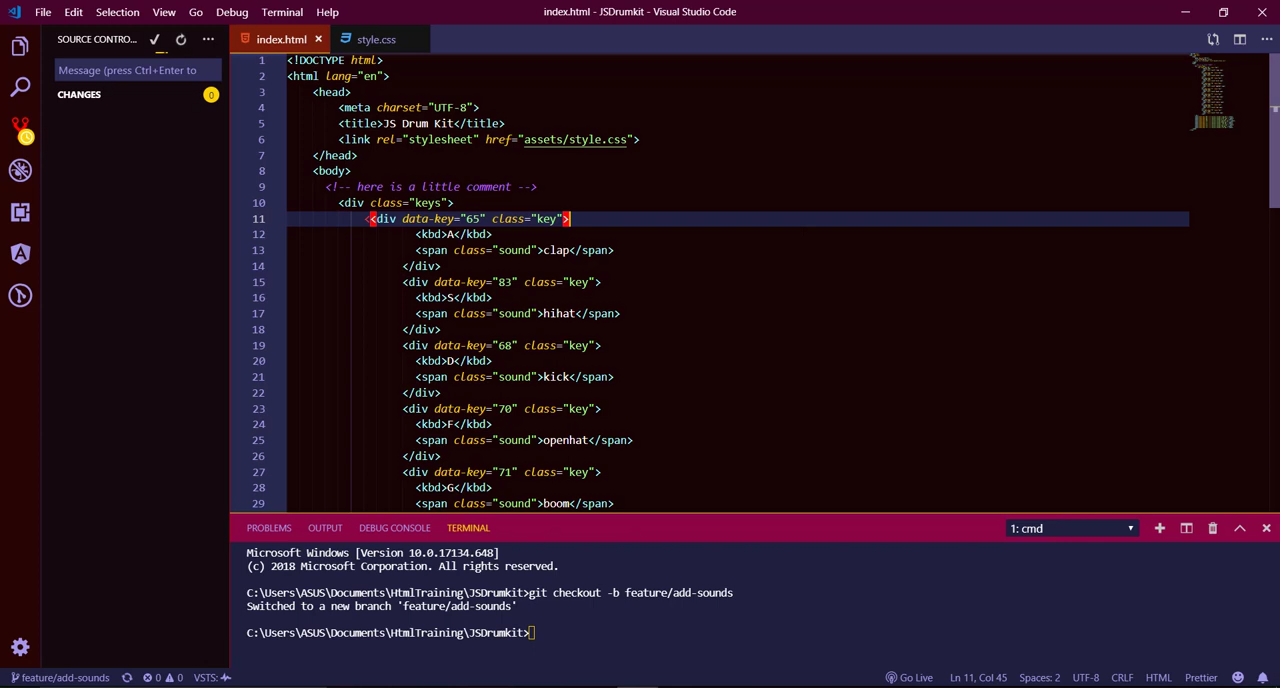 File Edit Selection View Go Debug Terminal Help index.html - JSDrumkit - Visual Studio Code
SOURCE CONTRO...
index.html
style.css
Message (press Ctrl+Enter to
CHANGES 0
1 <!DOCTYPE html>
2 <html lang="en">
3 <head>
4 <meta charset="UTF-8">
5 <title>JS Drum Kit</title>
6 <link rel="stylesheet" href="assets/style.css">
7 </head>
8 <body>
9 <!-- here is a little comment -->
10 <div class="keys">
11 <<div data-key="65" class="key">
12 <kbd>A</kbd>
13 <span class="sound">clap</span>
14 </div>
15 <div data-key="83" class="key">
16 <kbd>S</kbd>
17 <span class="sound">hihat</span>
18 </div>
19 <div data-key="68" class="key">
20 <kbd>D</kbd>
21 <span class="sound">kick</span>
22 </div>
23 <div data-key="70" class="key">
24 <kbd>F</kbd>
25 <span class="sound">openhat</span>
26 </div>
27 <div data-key="71" class="key">
28 <kbd>G</kbd>
29 <span class="sound">boom</span>
PROBLEMS OUTPUT DEBUG CONSOLE TERMINAL 1: cmd
Microsoft Windows [Version 10.0.17134.648]
(c) 2018 Microsoft Corporation. All rights reserved.
C:\Users\ASUS\Documents\HtmlTraining\JSDrumkit>git checkout -b feature/add-sounds
Switched to a new branch 'feature/add-sounds'
C:\Users\ASUS\Documents\HtmlTraining\JSDrumkit>
feature/add-sounds 0 0 VSTS: Go Live Ln 11, Col 45 Spaces: 2 UTF-8 CRLF HTML Prettier